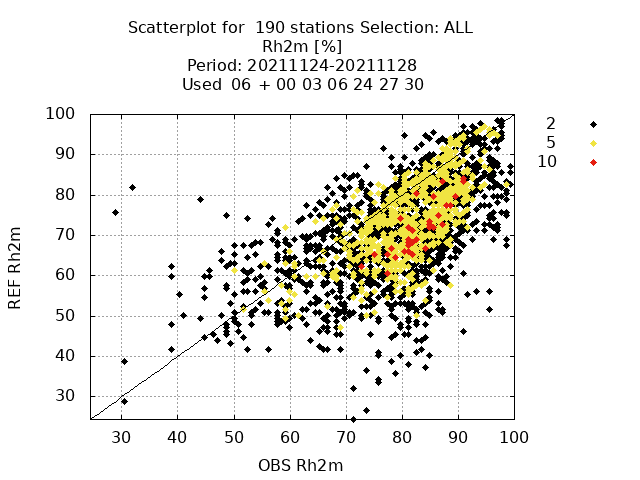 Scatterplot for  190 stations Selection: ALL
Rh2m [%]
Period: 20211124-20211128
Used  06 + 00 03 06 24 27 30
2
5
10
REF Rh2m
100
90
80
70
60
50
40
30
30 40 50 60 70 80 90 100
OBS Rh2m